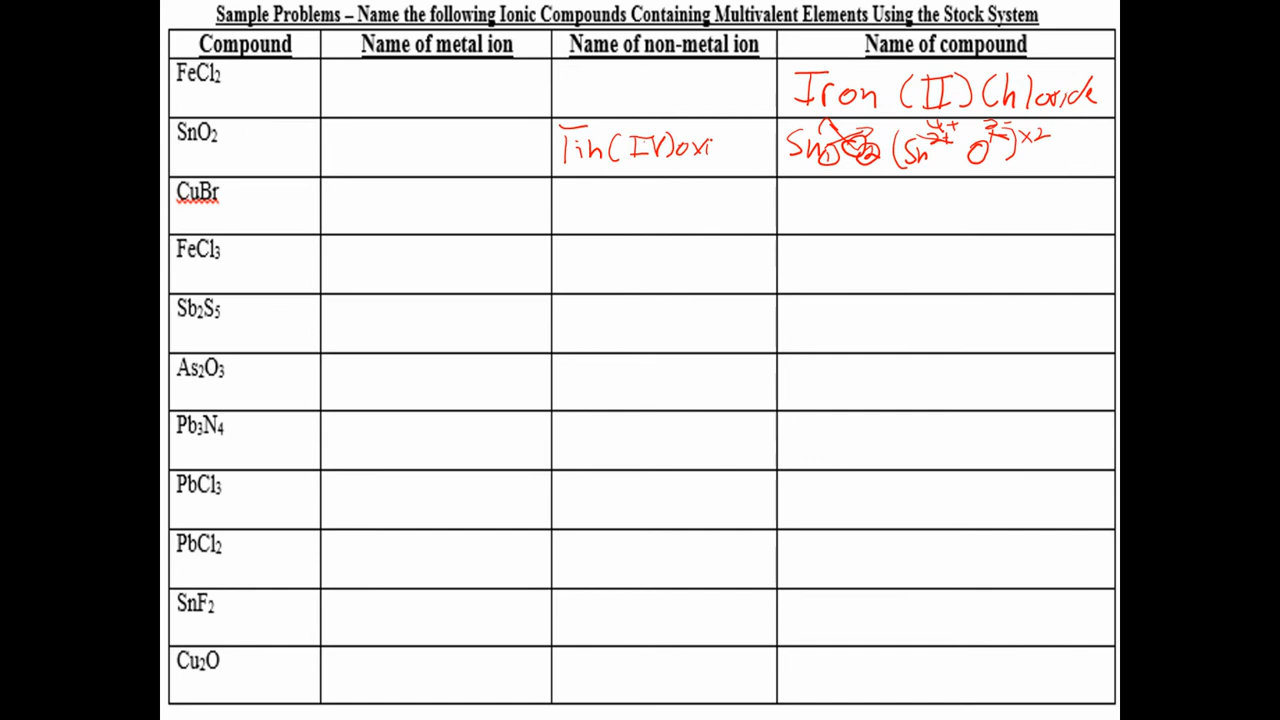 Sample Problems – Name the following Ionic Compounds Containing Multivalent Elements Using the Stock System
Compound Name of metal ion Name of non-metal ion Name of compound
FeCl₂ Iron (II) Chloride
SnO₂ Tin(IV)oxi
CuBr
FeCl₃
Sb₂S₅
As₂O₃
Pb₃N₄
PbCl₃
PbCl₂
SnF₂
Cu₂O